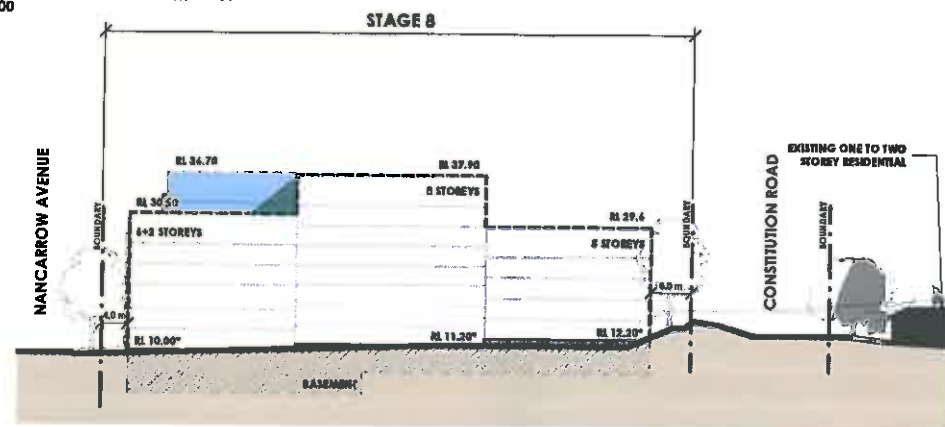 00
STAGE 8
NANCARROW AVENUE
BOUNDARY
RL 36.70
RL 37.90
8 STOREYS
RL 30.50
6+2 STOREYS
RL 29.6
5 STOREYS
BOUNDARY
CONSTITUTION ROAD
BOUNDARY
EXISTING ONE TO TWO
STOREY RESIDENTIAL
4.0 m
RL 10.00*
RL 11.20*
RL 12.20*
BASEMENT